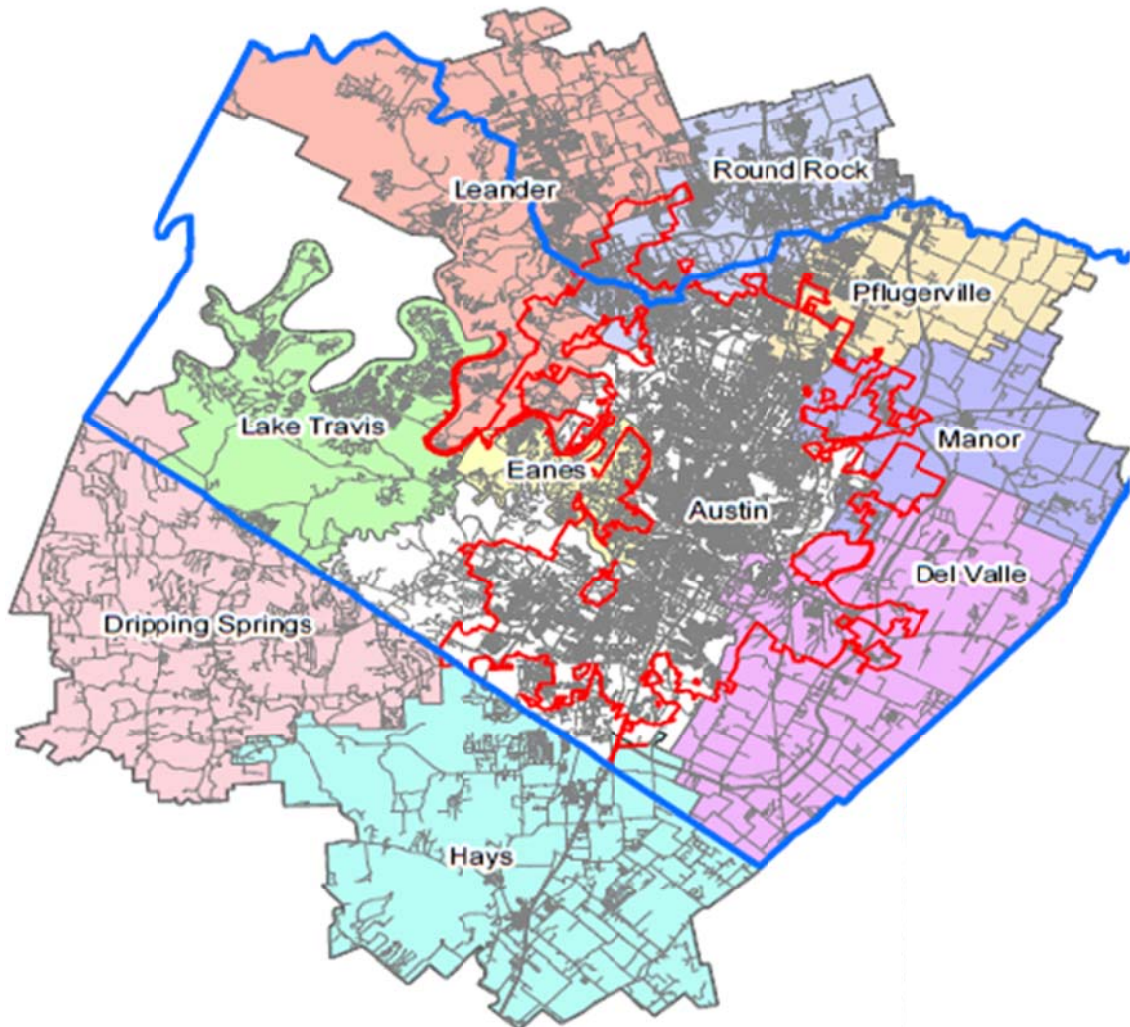 Round Rock
Leander
Pflugerville
Lake Travis
Manor
Eanes
Austin
Del Valle
Dripping Springs
Hays